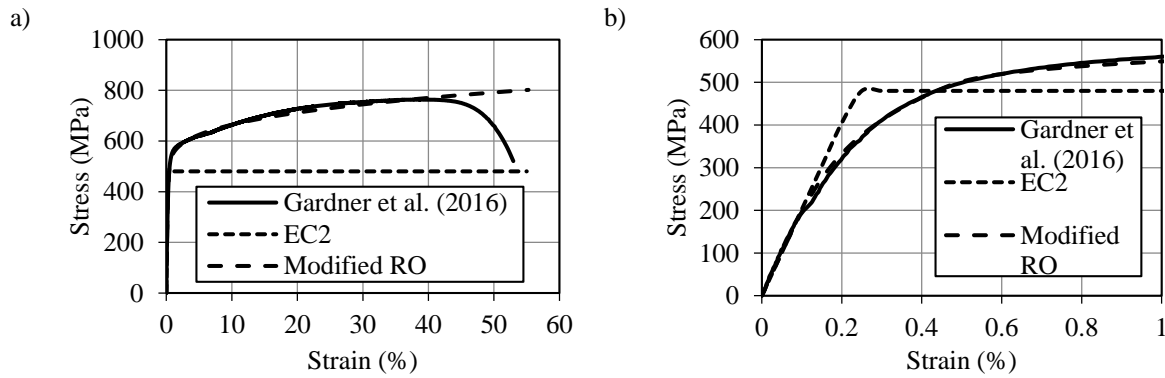 a)
1000
800
600
400
200
0
Stress (MPa)
Gardner et al. (2016)
EC2
Modified RO
0 10 20 30 40 50 60
Strain (%)
b)
600
500
400
300
200
100
0
Stress (MPa)
Gardner et
al. (2016)
EC2
Modified
RO
0 0.2 0.4 0.6 0.8 1
Strain (%)